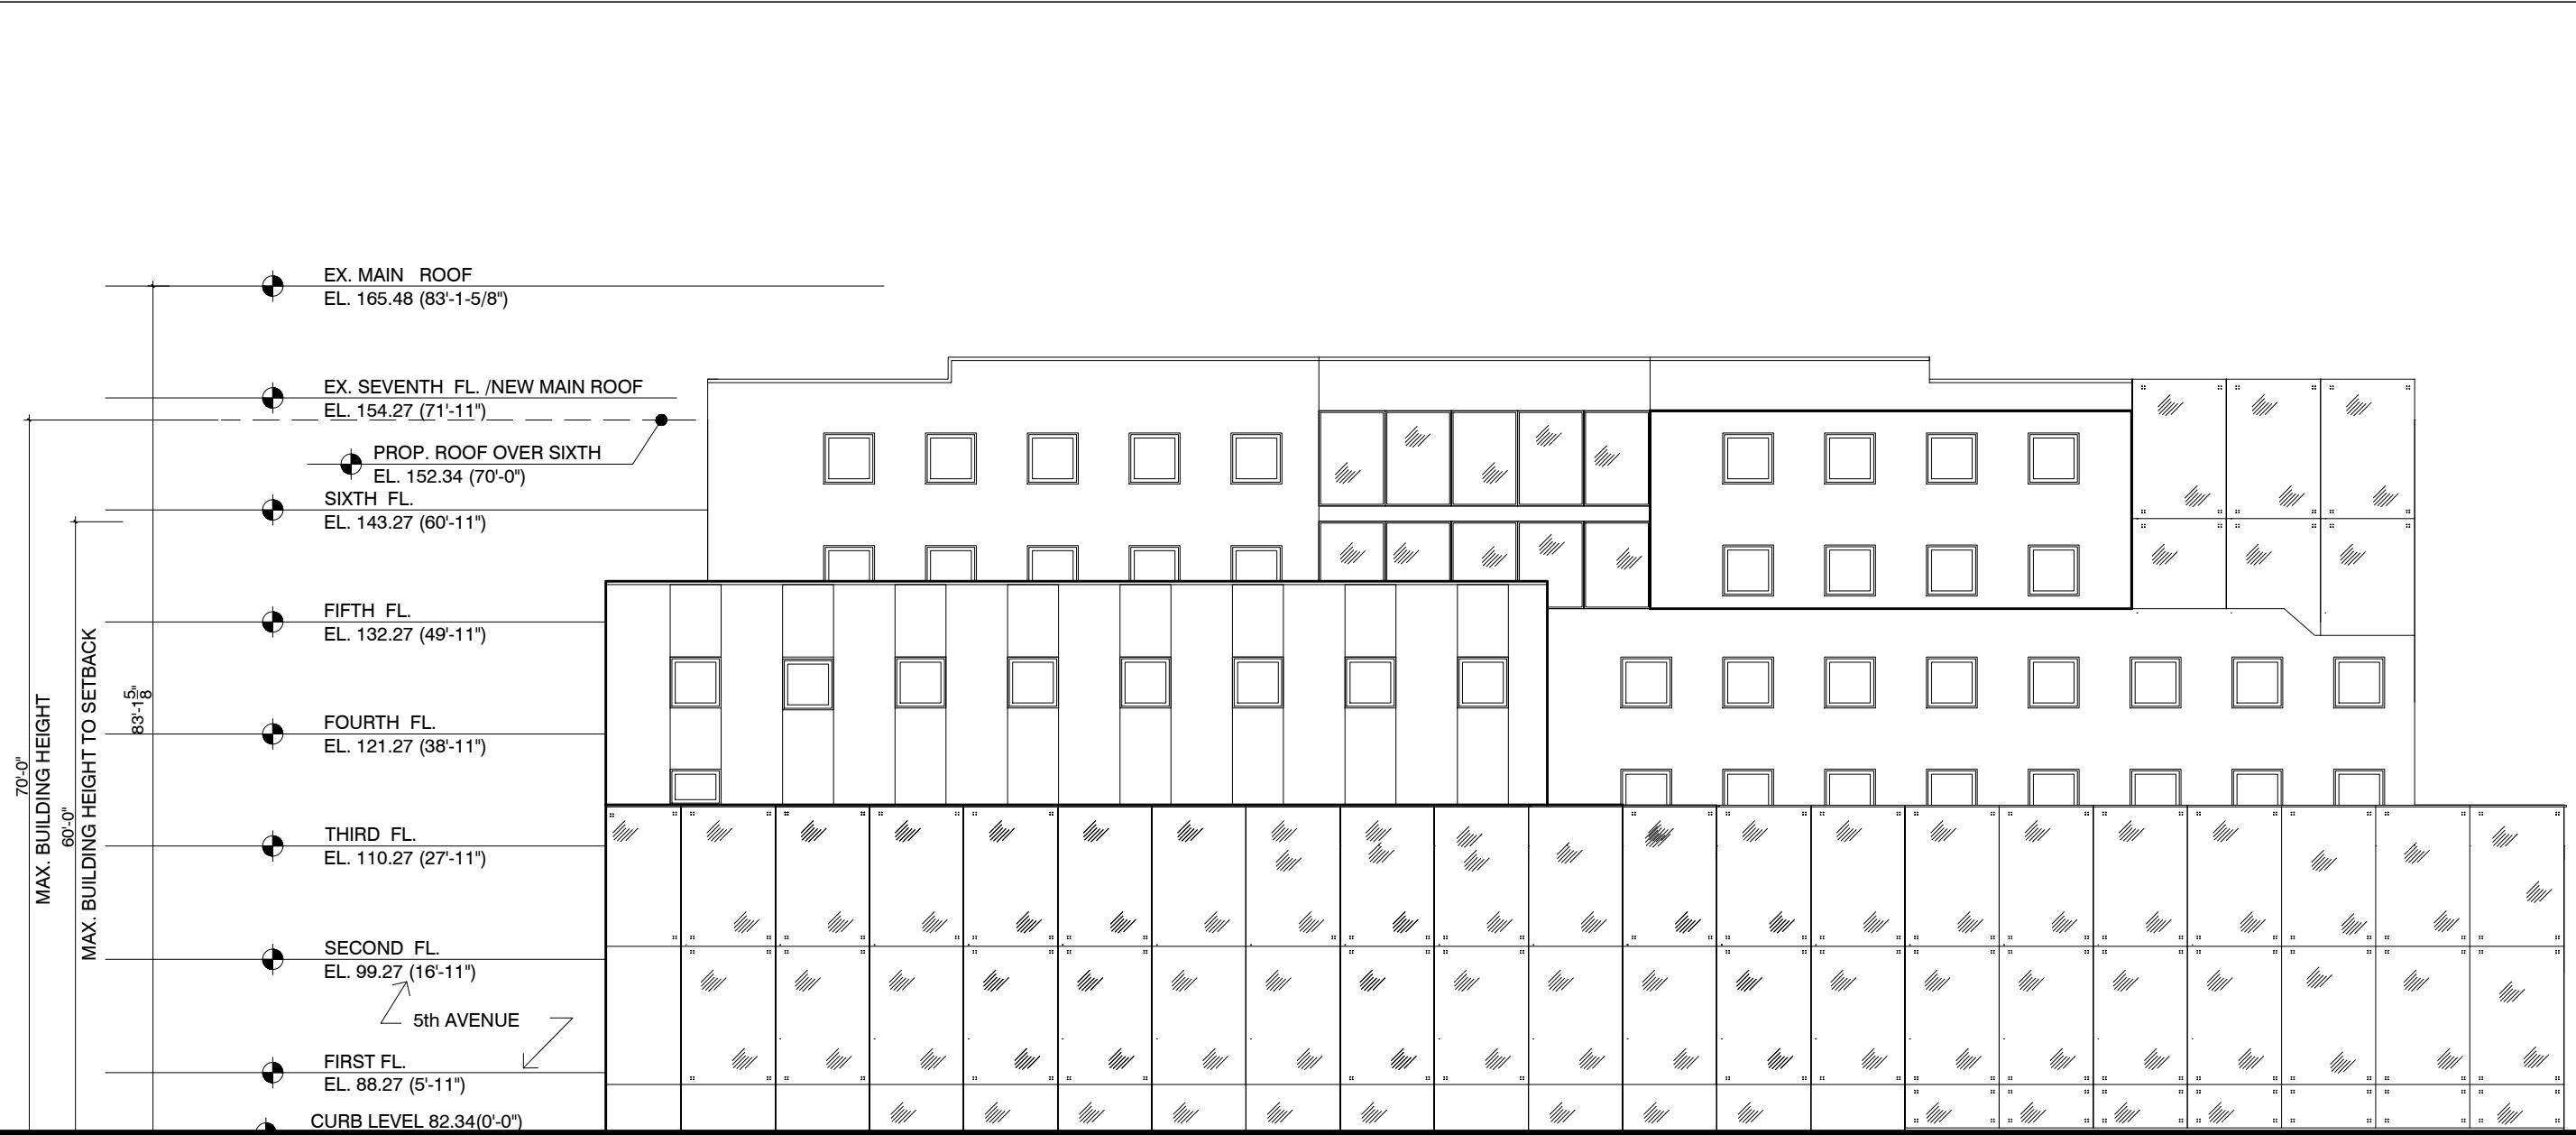 EX. MAIN ROOF
EL. 165.48 (83'-1-5/8")
EX. SEVENTH FL. /NEW MAIN ROOF
EL. 154.27 (71'-11")
PROP. ROOF OVER SIXTH
EL. 152.34 (70'-0")
SIXTH FL.
EL. 143.27 (60'-11")
FIFTH FL.
EL. 132.27 (49'-11")
FOURTH FL.
EL. 121.27 (38'-11")
THIRD FL.
EL. 110.27 (27'-11")
SECOND FL.
EL. 99.27 (16'-11")
5th AVENUE
FIRST FL.
EL. 88.27 (5'-11")
CURB LEVEL 82.34(0'-0")
70'-0"
MAX. BUILDING HEIGHT
60'-0"
MAX. BUILDING HEIGHT TO SETBACK
83'-1 5/8"